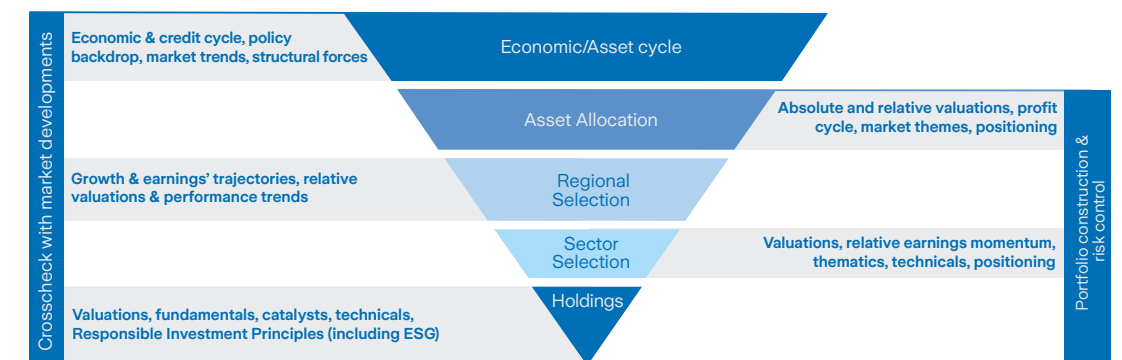 Crosscheck with market developments
Economic & credit cycle, policy
backdrop, market trends, structural forces
Economic/Asset cycle
Asset Allocation
Absolute and relative valuations, profit
cycle, market themes, positioning
Growth & earnings’ trajectories, relative
valuations & performance trends
Regional
Selection
Sector
Selection
Valuations, relative earnings momentum,
thematics, technicals, positioning
Holdings
Valuations, fundamentals, catalysts, technicals,
Responsible Investment Principles (including ESG)
Portfolio construction &
risk control